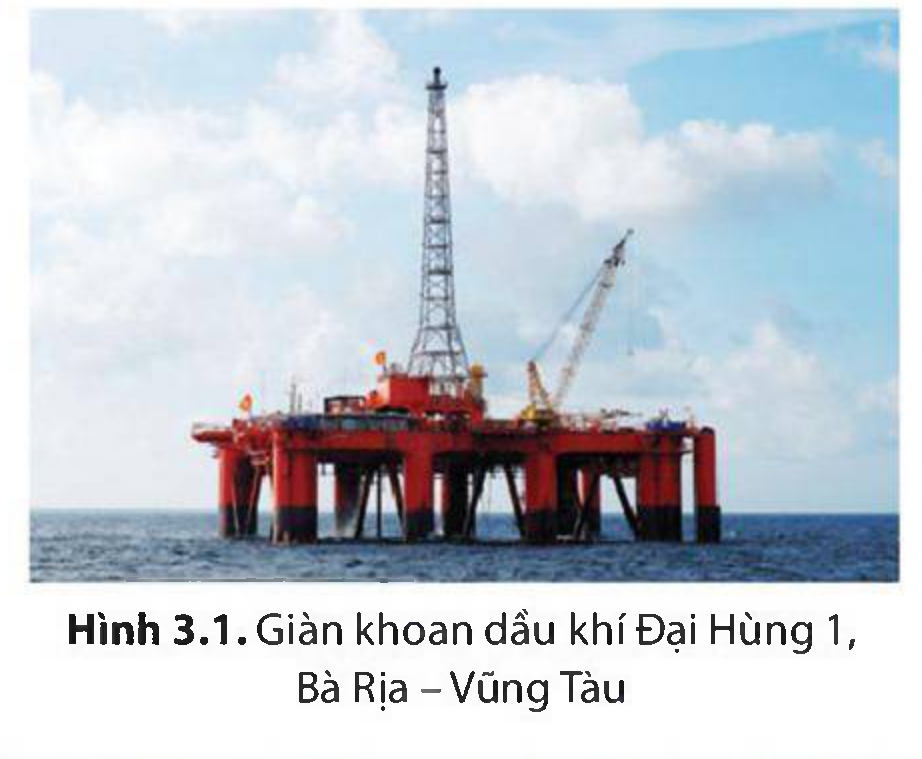 Hình 3.1. Giàn khoan dầu khí Đại Hùng 1,
Bà Rịa – Vũng Tàu